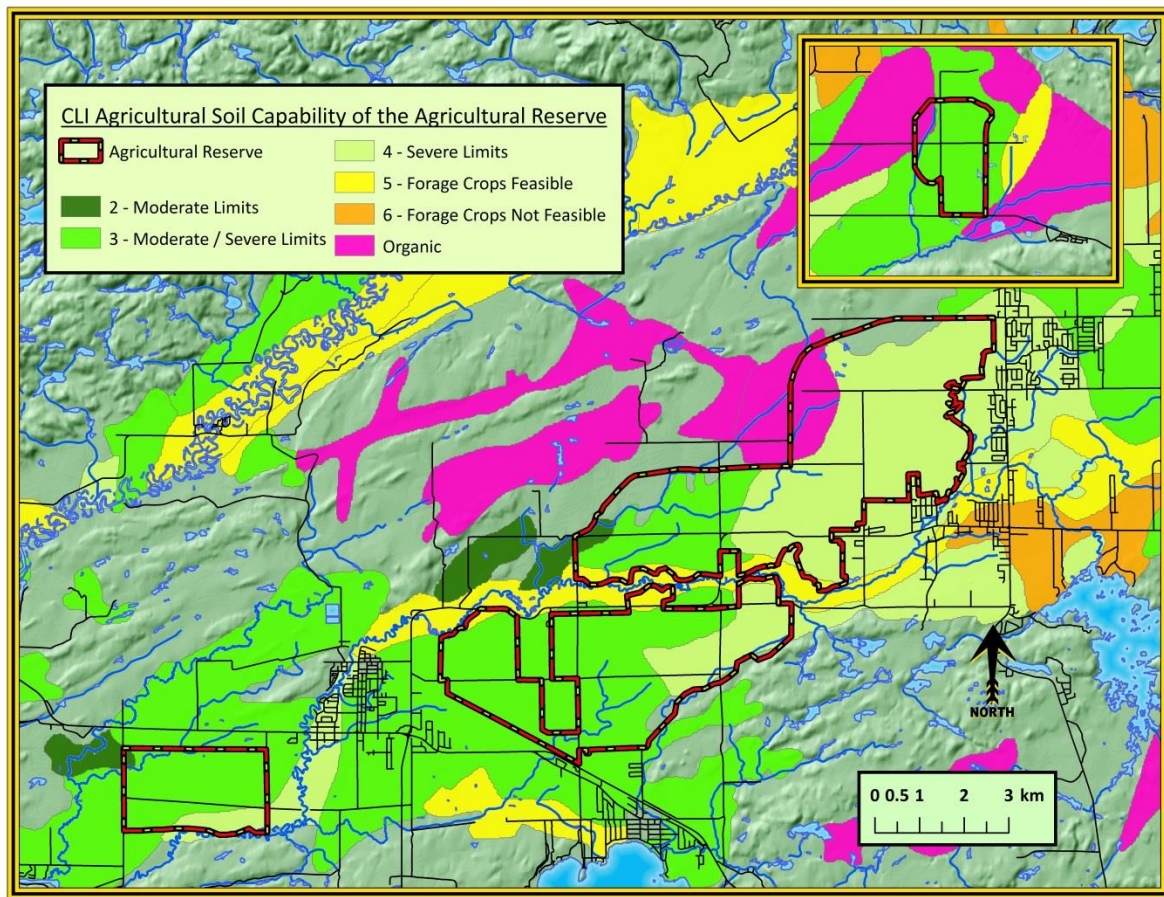 CLI Agricultural Soil Capability of the Agricultural Reserve
Agricultural Reserve
2 - Moderate Limits
3 - Moderate / Severe Limits
4 - Severe Limits
5 - Forage Crops Feasible
6 - Forage Crops Not Feasible
Organic
NORTH
0 0.5 1 2 3 km